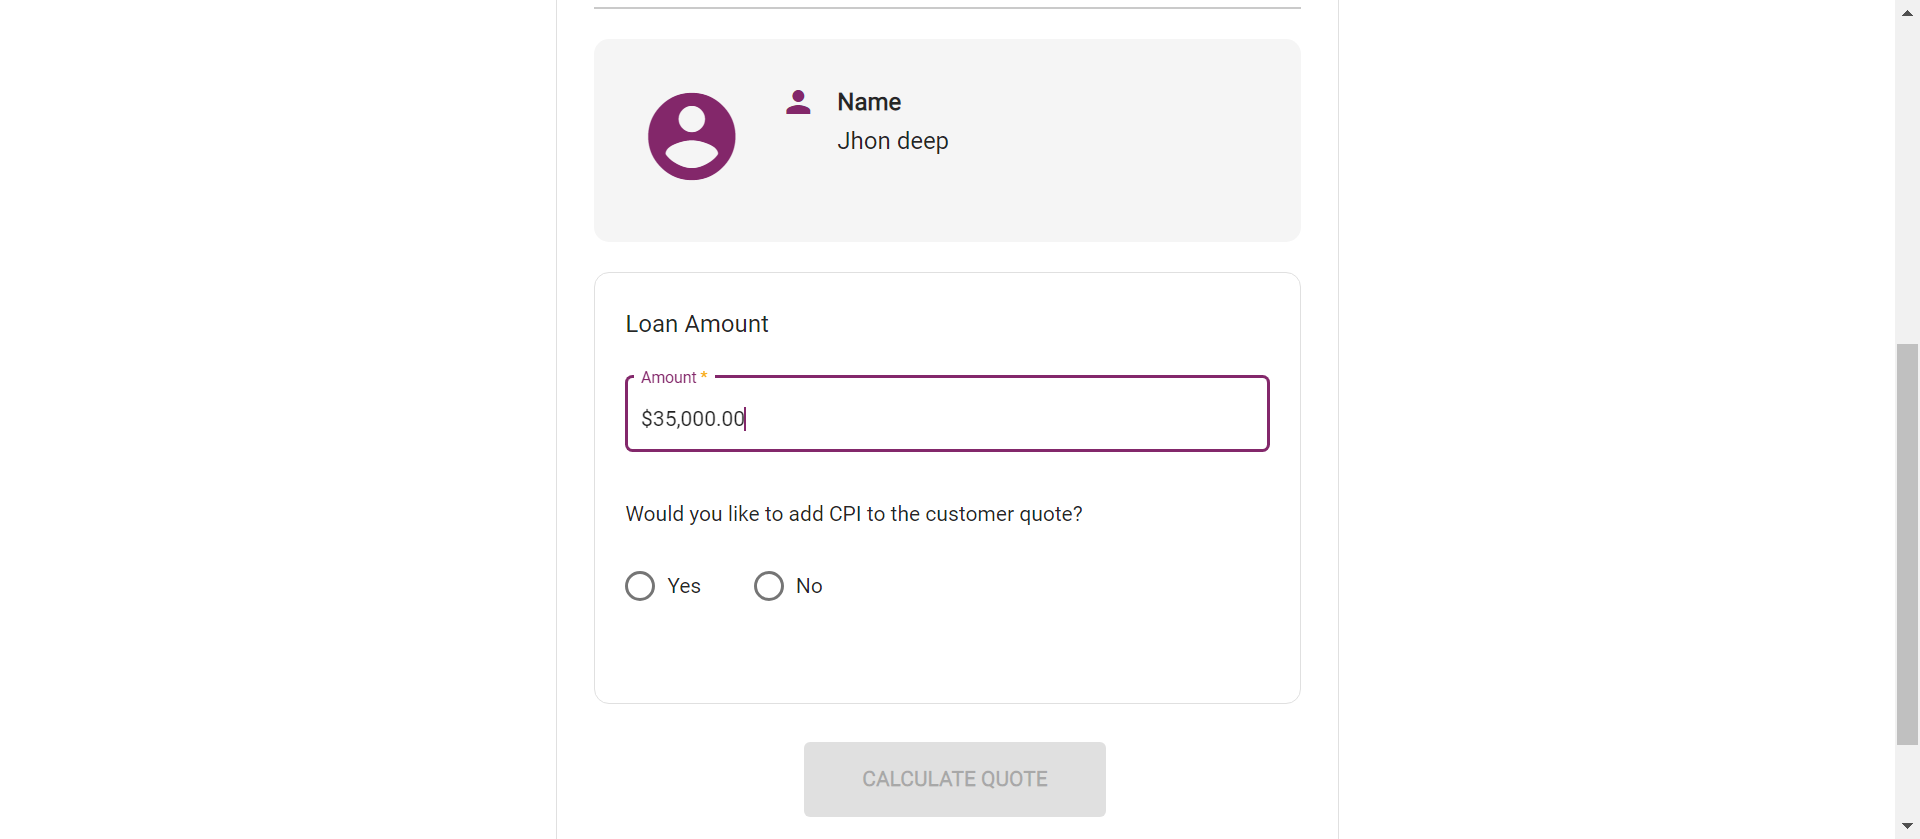 Name
Jhon deep
Loan Amount
Amount *
$35,000.00
Would you like to add CPI to the customer quote?
Yes No
CALCULATE QUOTE